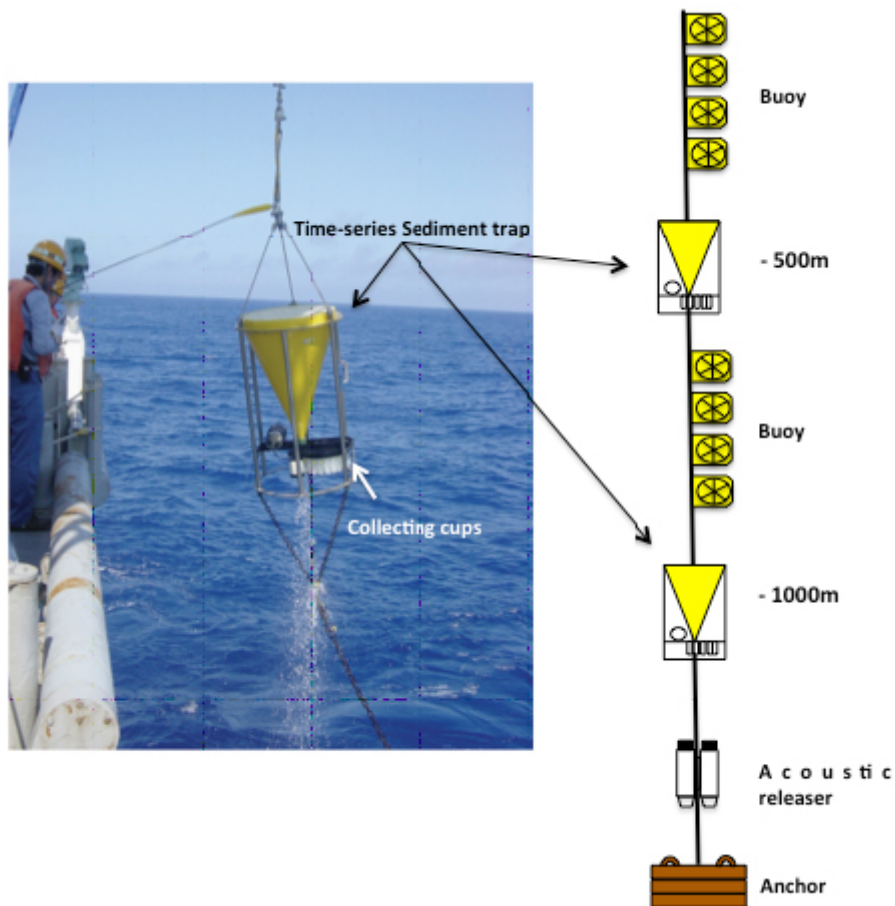 Buoy
Time-series Sediment trap
- 500m
Buoy
Collecting cups
- 1000m
A c o u s t i c
releaser
Anchor